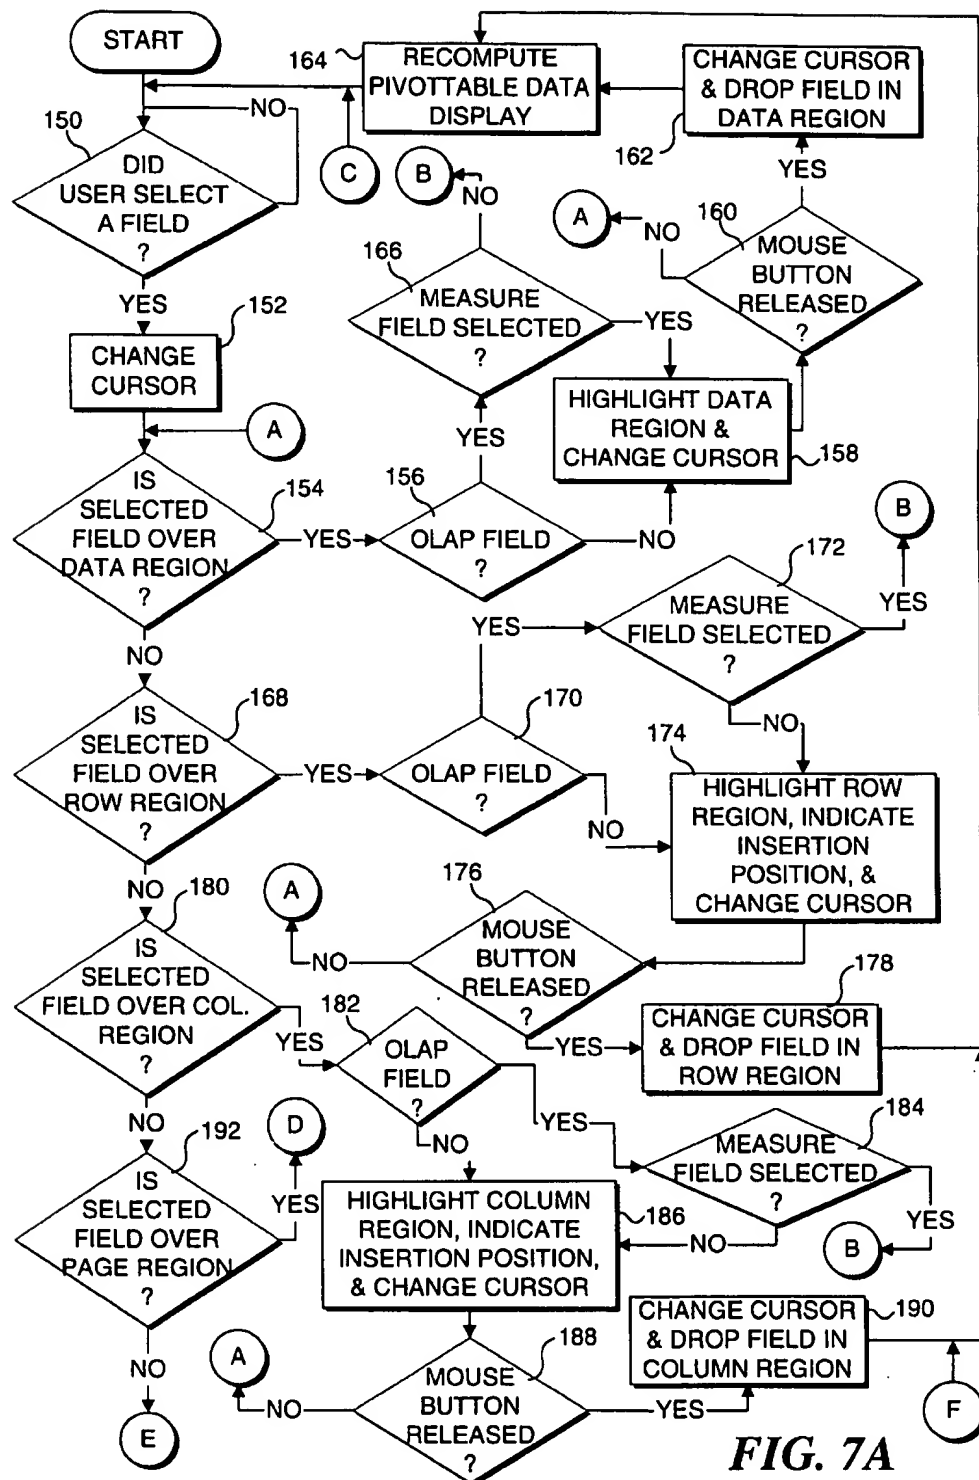 START
164
RECOMPUTE
PIVOTTABLE DATA
DISPLAY
CHANGE CURSOR
& DROP FIELD IN
DATA REGION
162
NO
150
DID
USER SELECT
A FIELD
?
C
B
NO
YES
A
NO
160
MOUSE
BUTTON
RELEASED
?
166
MEASURE
FIELD SELECTED
?
YES
YES
152
CHANGE
CURSOR
A
HIGHLIGHT DATA
REGION &
CHANGE CURSOR
158
YES
IS
SELECTED
FIELD OVER
DATA REGION
?
154
YES
156
OLAP FIELD
?
NO
B
172
MEASURE
FIELD SELECTED
?
YES
YES
NO
NO
168
IS
SELECTED
FIELD OVER
ROW REGION
?
YES
170
OLAP FIELD
?
NO
174
HIGHLIGHT ROW
REGION, INDICATE
INSERTION
POSITION, &
CHANGE CURSOR
NO
180
IS
SELECTED
FIELD OVER COL.
REGION
?
A
NO
176
MOUSE
BUTTON
RELEASED
?
YES
178
CHANGE CURSOR
& DROP FIELD IN
ROW REGION
YES
182
OLAP
FIELD
?
NO
YES
184
MEASURE
FIELD SELECTED
?
NO
YES
B
NO
192
IS
SELECTED
FIELD OVER
PAGE REGION
?
D
YES
HIGHLIGHT COLUMN
REGION, INDICATE
INSERTION POSITION,
& CHANGE CURSOR
186
CHANGE CURSOR
& DROP FIELD IN
COLUMN REGION
190
NO
E
A
NO
188
MOUSE
BUTTON
RELEASED
?
YES
F
FIG. 7A